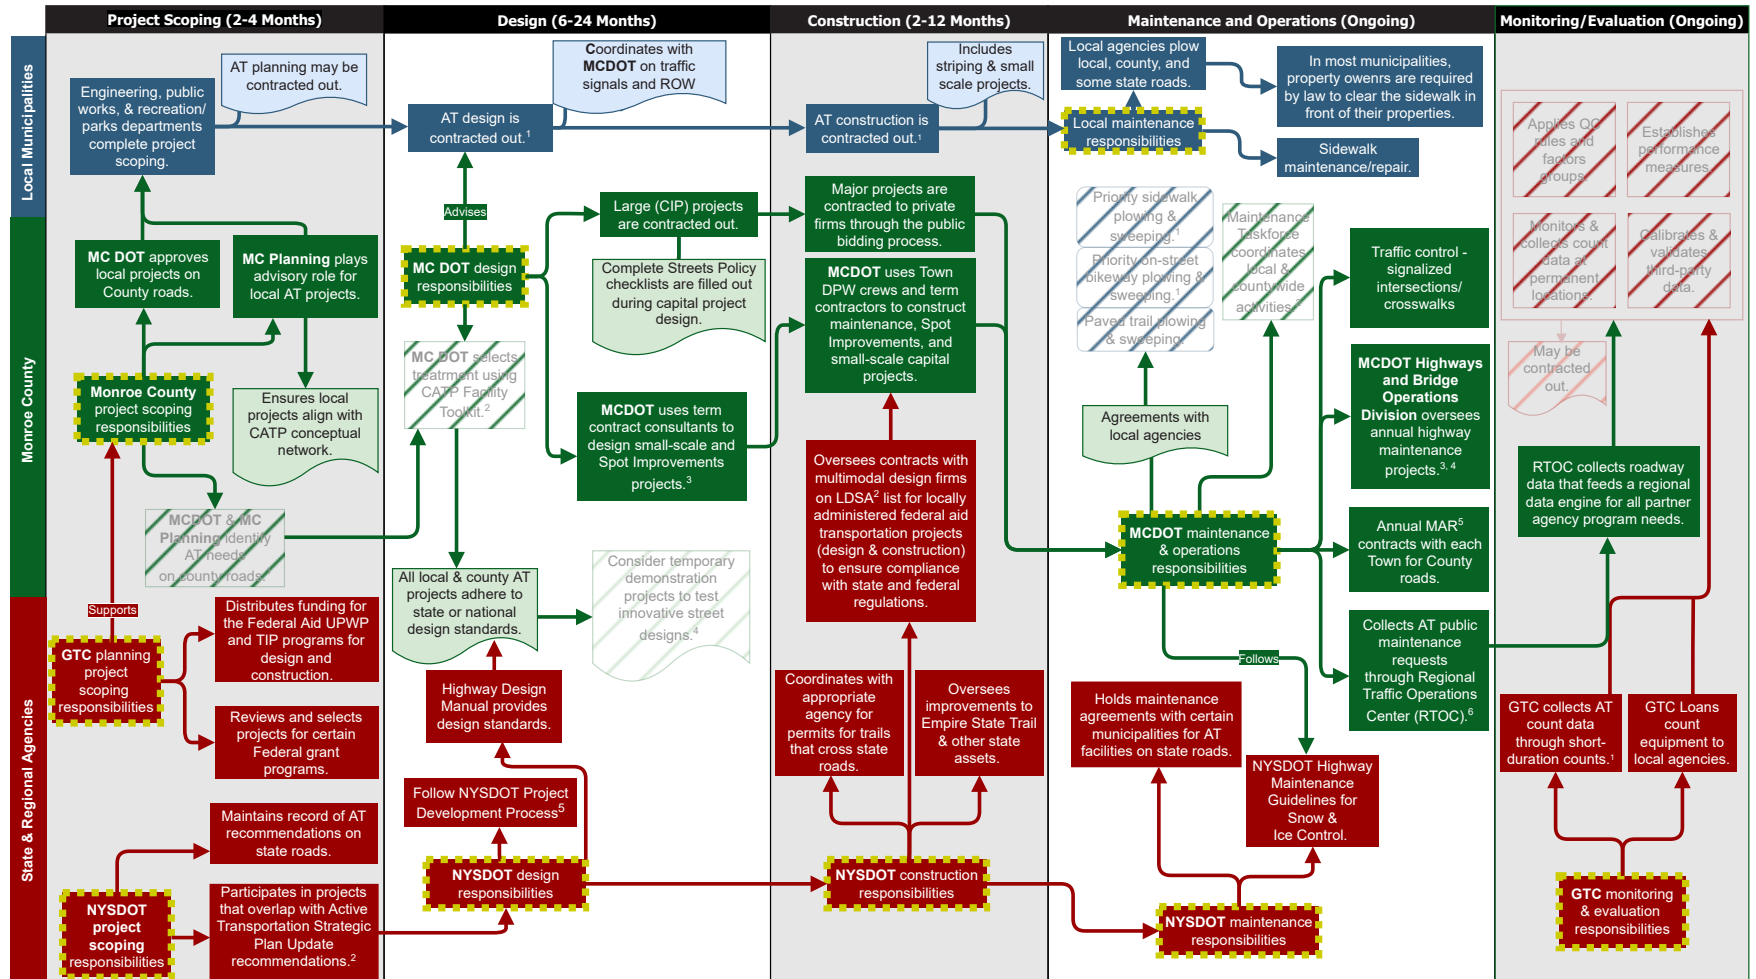 Project Scoping (2-4 Months)
Design (6-24 Months)
Construction (2-12 Months)
Maintenance and Operations (Ongoing)
Monitoring/Evaluation (Ongoing)
Local Municipalities
Engineering, public
works, & recreation/
parks departments
complete project
scoping.
AT planning may be
contracted out.
AT design is
contracted out.¹
Coordinates with
MCDOT on traffic
signals and ROW
AT construction is
contracted out.¹
Includes
striping & small
scale projects.
Local agencies plow
local, county, and
some state roads.
Local maintenance
responsibilities
In most municipalities,
property owenrs are required
by law to clear the sidewalk in
front of their properties.
Sidewalk
maintenance/repair.
Applies QC
rules and
factors
groups.
Establishes
performance
measures.
Monitors &
collects count
data at
permanent
locations.
Calibrates &
validates
third-party
data.
May be
contracted
out.
Monroe County
MC DOT approves
local projects on
County roads.
MC Planning plays
advisory role for
local AT projects.
Monroe County
project scoping
responsibilities
Ensures local
projects align with
CATP conceptual
network.
MCDOT & MC
Planning identify
AT needs
on county roads.
Advises
MC DOT design
responsibilities
Large (CIP) projects
are contracted out.
Complete Streets Policy
checklists are filled out
during capital project
design.
MC DOT selects
treatment using
CATP Facility
Toolkit.²
MCDOT uses term
contract consultants to
design small-scale and
Spot Improvements
projects.³
All local & county AT
projects adhere to
state or national
design standards.
Consider temporary
demonstration
projects to test
innovative street
designs.⁴
Major projects are
contracted to private
firms through the public
bidding process.
MCDOT uses Town
DPW crews and term
contractors to construct
maintenance, Spot
Improvements, and
small-scale capital
projects.
Oversees contracts with
multimodal design firms
on LDSA² list for locally
administered federal aid
transportation projects
(design & construction)
to ensure compliance
with state and federal
regulations.
Priority sidewalk
plowing &
sweeping.¹
Priority on-street
bikeway plowing &
sweeping.¹
Paved trail plowing
& sweeping.
Maintenance
Taskforce
coordinates
local &
countywide
activities.²
Agreements with
local agencies
MCDOT maintenance
& operations
responsibilities
Traffic control -
signalized
intersections/
crosswalks
MCDOT Highways
and Bridge
Operations
Division oversees
annual highway
maintenance
projects.³, ⁴
Annual MAR⁵
contracts with each
Town for County
roads.
Collects AT public
maintenance
requests
through Regional
Traffic Operations
Center (RTOC).⁶
RTOC collects roadway
data that feeds a regional
data engine for all partner
agency program needs.
Follows
State & Regional Agencies
Supports
GTC planning
project
scoping
responsibilities
Distributes funding for
the Federal Aid UPWP
and TIP programs for
design and
construction.
Reviews and selects
projects for certain
Federal grant
programs.
Maintains record of AT
recommendations on
state roads.
NYSDOT
project
scoping
responsibilities
Participates in projects
that overlap with Active
Transportation Strategic
Plan Update
recommendations.²
Highway Design
Manual provides
design standards.
Follow NYSDOT Project
Development Process⁵
NYSDOT design
responsibilities
Coordinates with
appropriate
agency for
permits for trails
that cross state
roads.
Oversees
improvements to
Empire State Trail
& other state
assets.
NYSDOT construction
responsibilities
Holds maintenance
agreements with certain
municipalities for AT
facilities on state roads.
NYSDOT Highway
Maintenance
Guidelines for
Snow &
Ice Control.
NYSDOT maintenance
responsibilities
GTC collects AT
count data
through short-
duration counts.¹
GTC Loans
count
equipment to
local agencies.
GTC monitoring
& evaluation
responsibilities